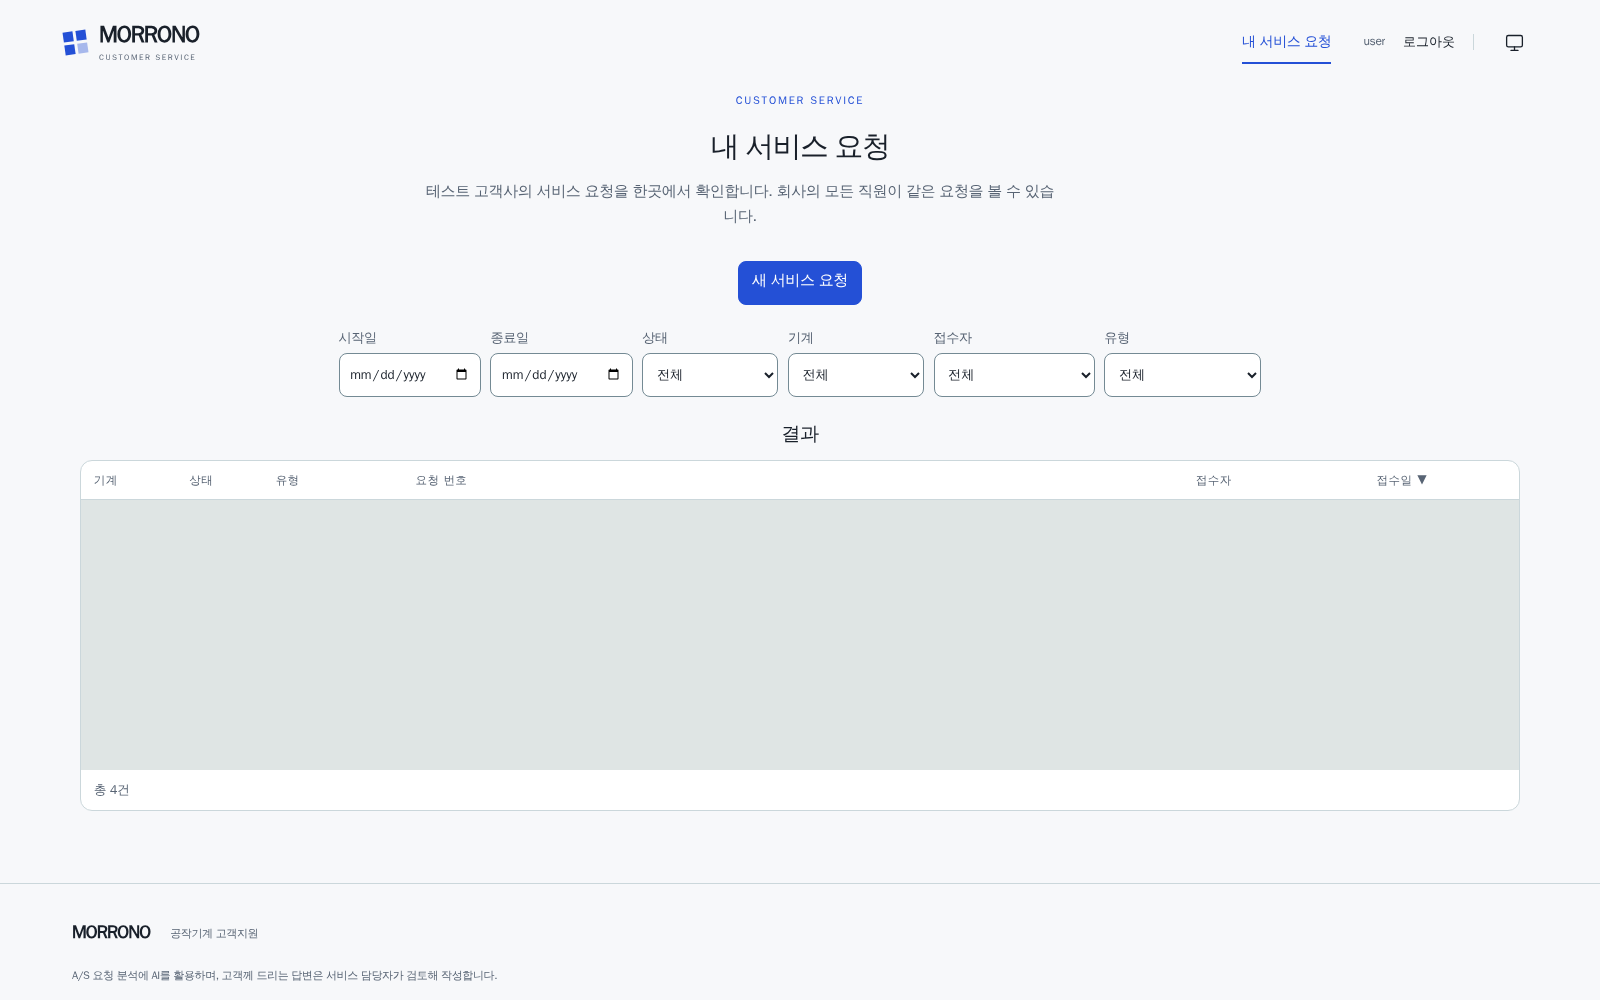 MORRONO
CUSTOMER SERVICE
내 서비스 요청
user
로그아웃
CUSTOMER SERVICE
내 서비스 요청
테스트 고객사의 서비스 요청을 한곳에서 확인합니다. 회사의 모든 직원이 같은 요청을 볼 수 있습
니다.
새 서비스 요청
시작일 종료일 상태 기계 접수자 유형
mm/dd/yyyy mm/dd/yyyy 전체 전체 전체 전체
결과
기계 상태 유형 요청 번호 접수자 접수일 ▼
총 4건
MORRONO 공작기계 고객지원
A/S 요청 분석에 AI를 활용하며, 고객께 드리는 답변은 서비스 담당자가 검토해 작성합니다.